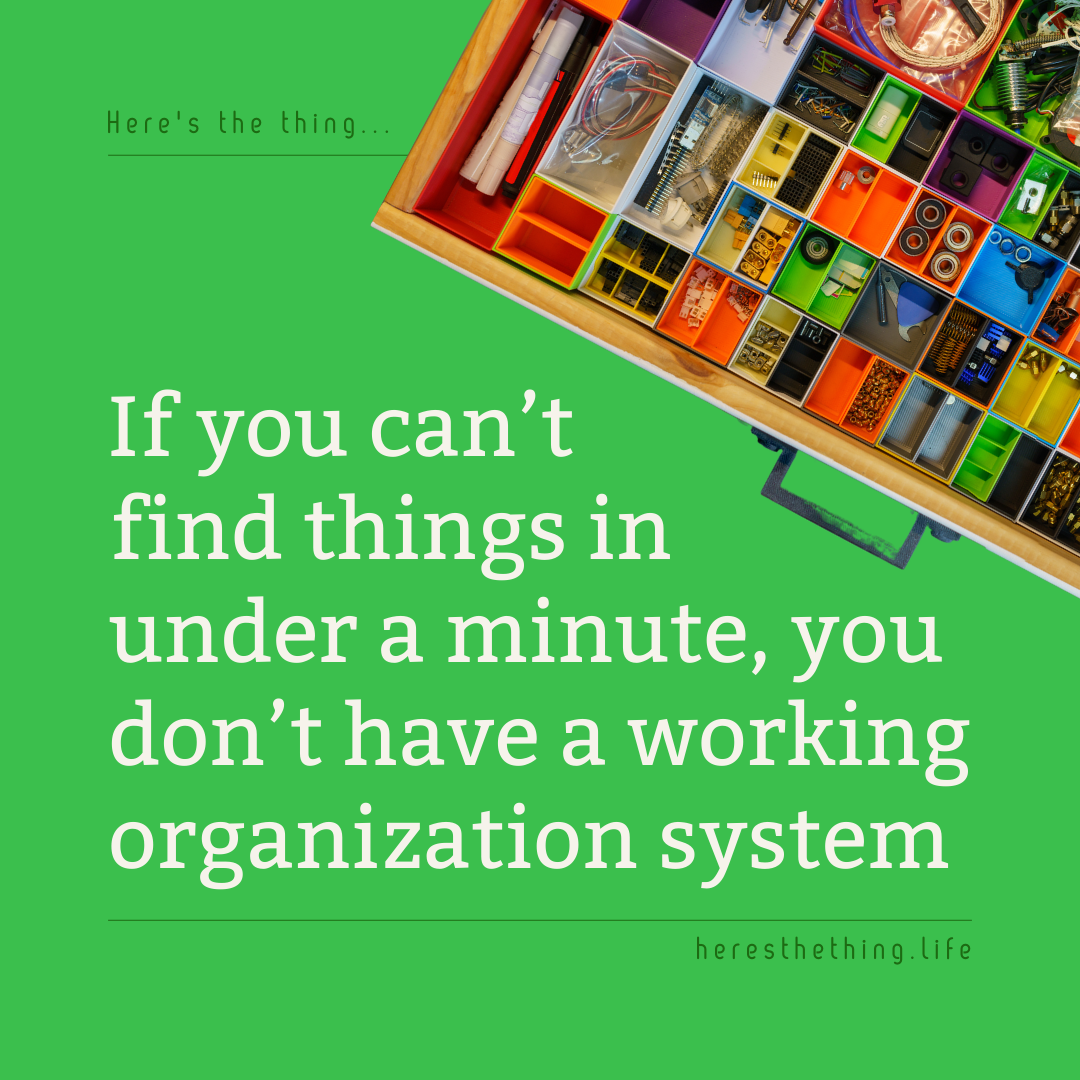 Here's the thing...
If you can’t
find things in
under a minute, you
don’t have a working
organization system
heresthething.life